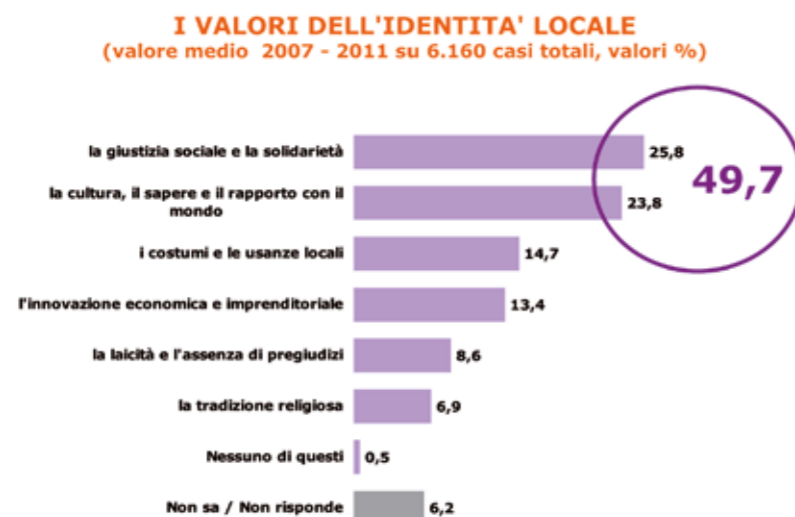 I VALORI DELL'IDENTITA' LOCALE
(valore medio 2007 - 2011 su 6.160 casi totali, valori %)
la giustizia sociale e la solidarietà 25,8
49,7
la cultura, il sapere e il rapporto con il
mondo 23,8
i costumi e le usanze locali 14,7
l'innovazione economica e imprenditoriale 13,4
la laicità e l'assenza di pregiudizi 8,6
la tradizione religiosa 6,9
Nessuno di questi 0,5
Non sa / Non risponde 6,2